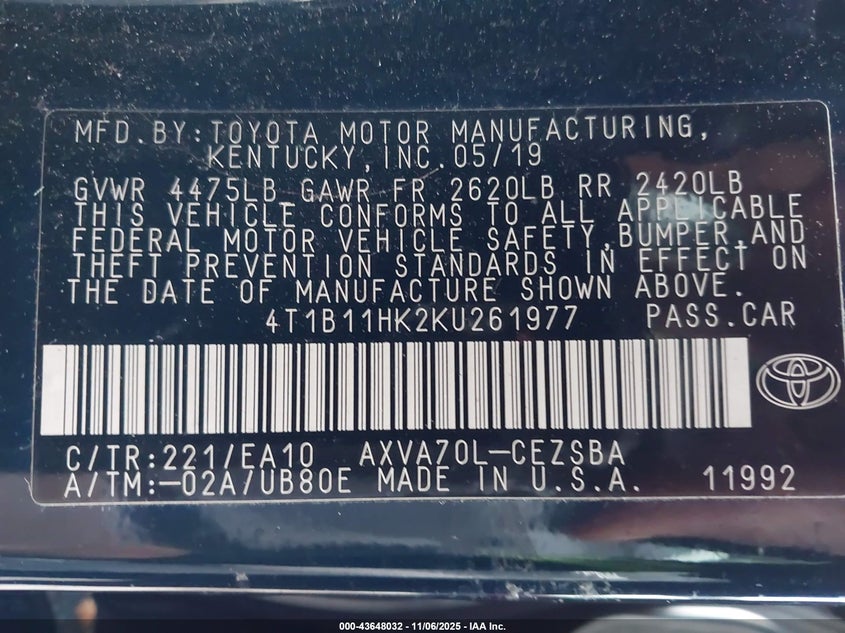 MFD.BY:TOYOTA MOTOR MANUFACTURING,
KENTUCKY,INC.05/19
GVWR 4475LB GAWR FR 2620LB RR 2420LB
THIS VEHICLE CONFORMS TO ALL APPLICABLE
FEDERAL MOTOR VEHICLE SAFETY,BUMPER,AND
THEFT PREVENTION STANDARDS IN EFFECT ON
THE DATE OF MANUFACTURE SHOWN ABOVE.
4T1B11HK2KU261977 PASS.CAR
C/TR:221/EA10 AXVA70L-CEZSBA
A/TM:-02A/UB80E MADE IN U.S.A. 11992
000-43648032 - 11/06/2025 - IAA Inc.